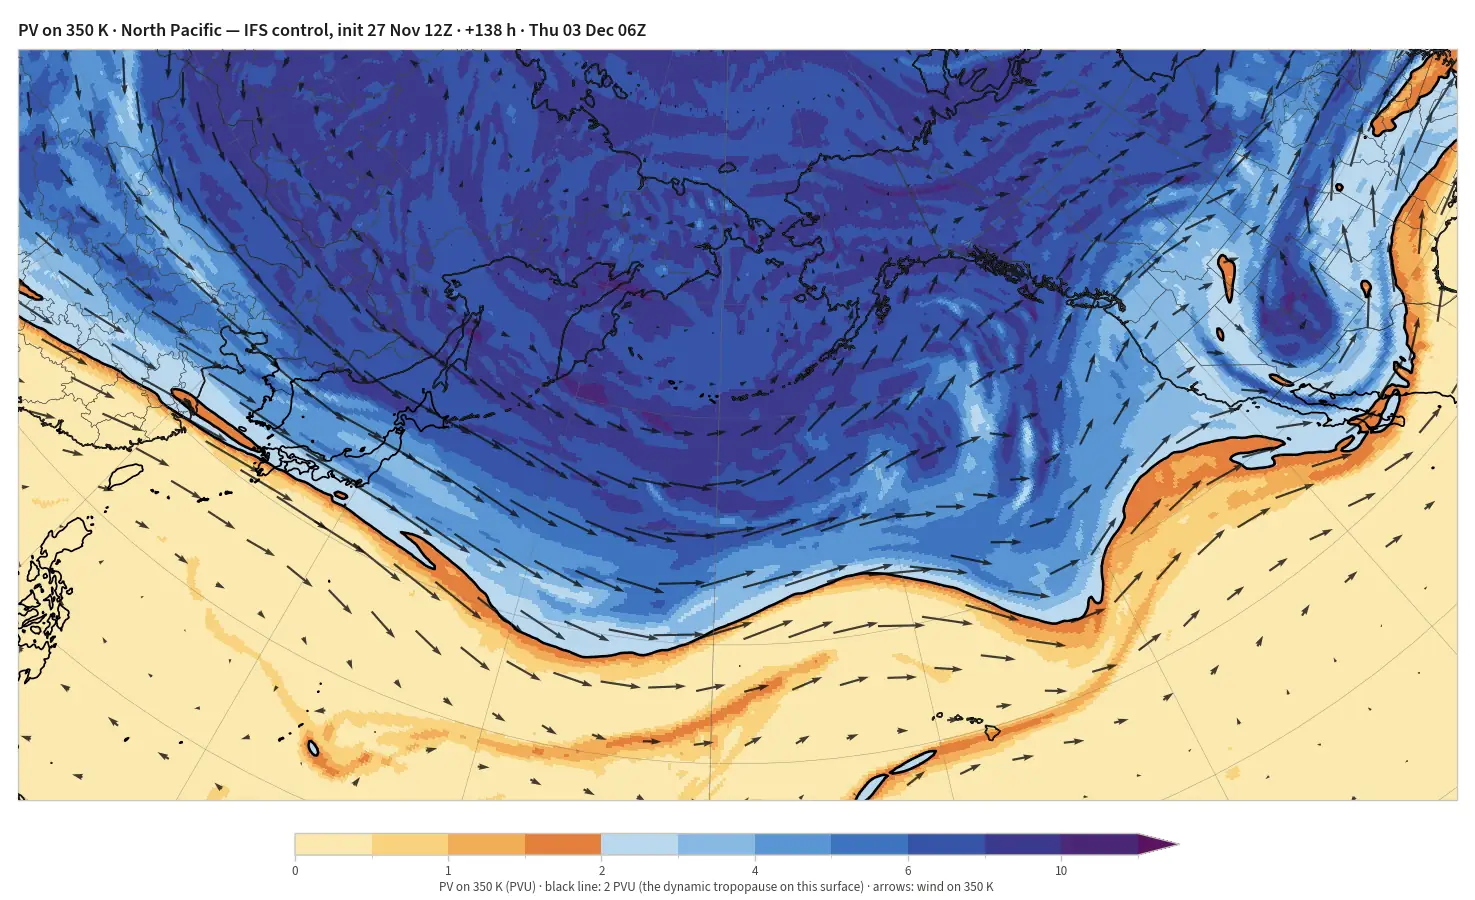 PV on 350 K · North Pacific — IFS control, init 27 Nov 12Z · +138 h · Thu 03 Dec 06Z
0 1 2 4 6 8 10
PV on 350 K (PVU) · black line: 2 PVU (the dynamic tropopause on this surface) · arrows: wind on 350 K